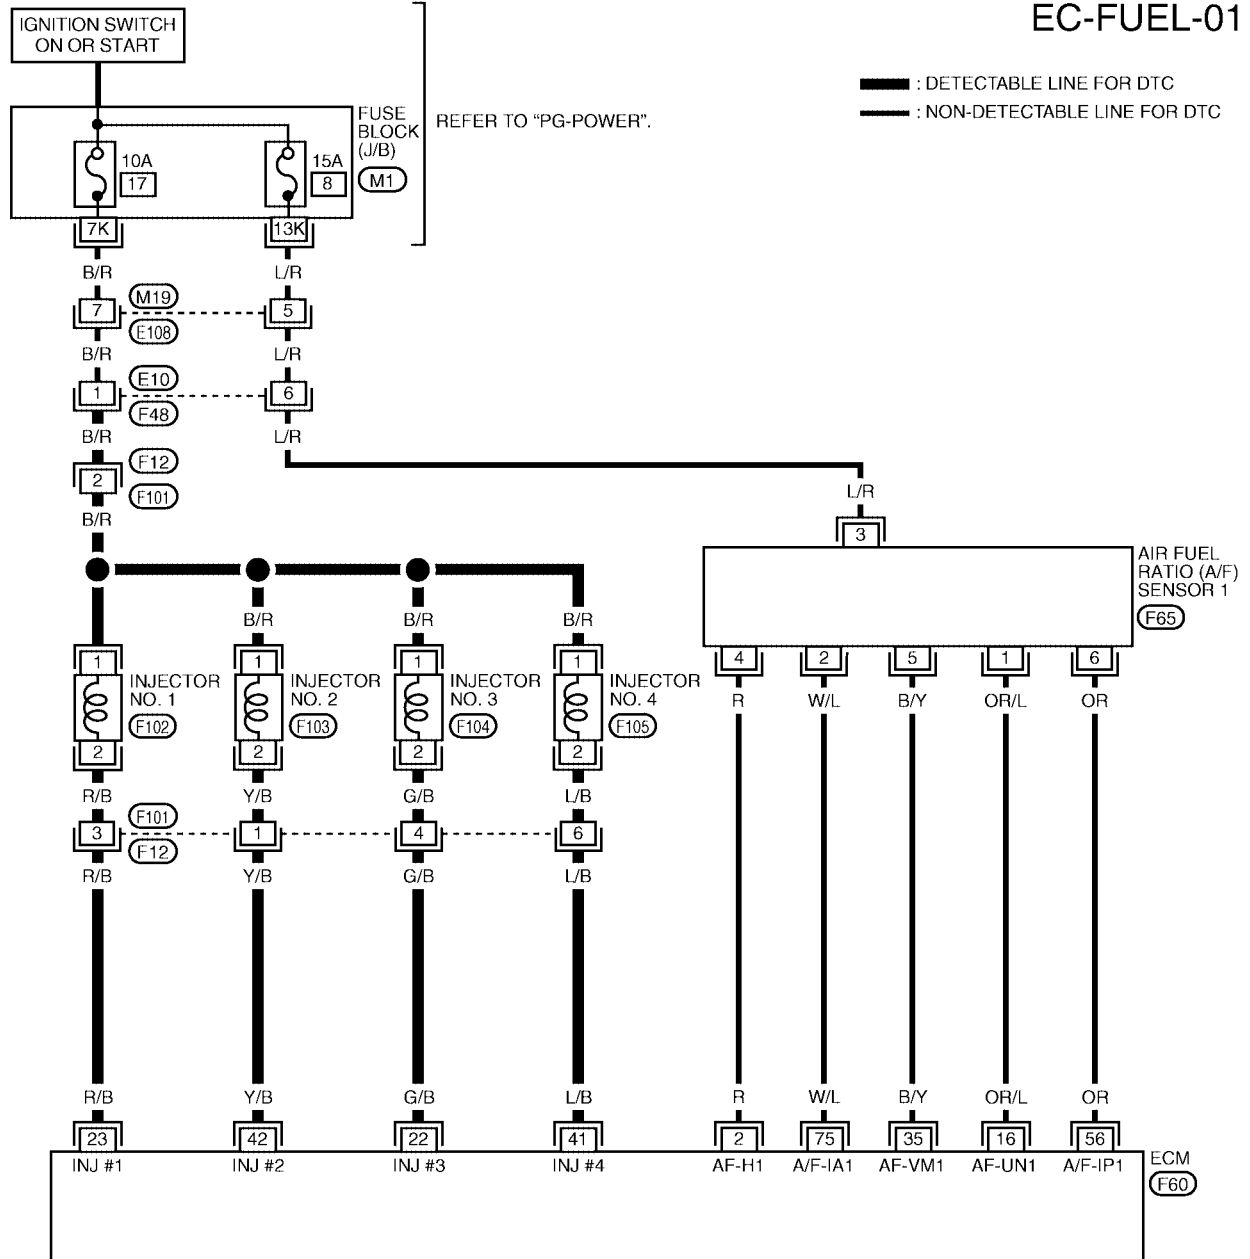 EC-FUEL-01
IGNITION SWITCH
ON OR START
: DETECTABLE LINE FOR DTC
: NON-DETECTABLE LINE FOR DTC
FUSE
BLOCK
(J/B)
M1
REFER TO "PG-POWER".
10A
17
15A
8
7K
13K
B/R
L/R
7
M19
E108
5
B/R
L/R
1
E10
F48
6
B/R
L/R
2
F12
F101
B/R
L/R
3
AIR FUEL
RATIO (A/F)
SENSOR 1
F65
B/R
B/R
B/R
1
INJECTOR
NO. 1
F102
2
1
INJECTOR
NO. 2
F103
2
1
INJECTOR
NO. 3
F104
2
1
INJECTOR
NO. 4
F105
2
4
2
5
1
6
R
W/L
B/Y
OR/L
OR
R/B
Y/B
G/B
L/B
3
F101
F12
1
4
6
R/B
Y/B
G/B
L/B
R/B
Y/B
G/B
L/B
R
W/L
B/Y
OR/L
OR
23
42
22
41
2
75
35
16
56
INJ #1
INJ #2
INJ #3
INJ #4
AF-H1
A/F-IA1
AF-VM1
AF-UN1
A/F-IP1
ECM
F60